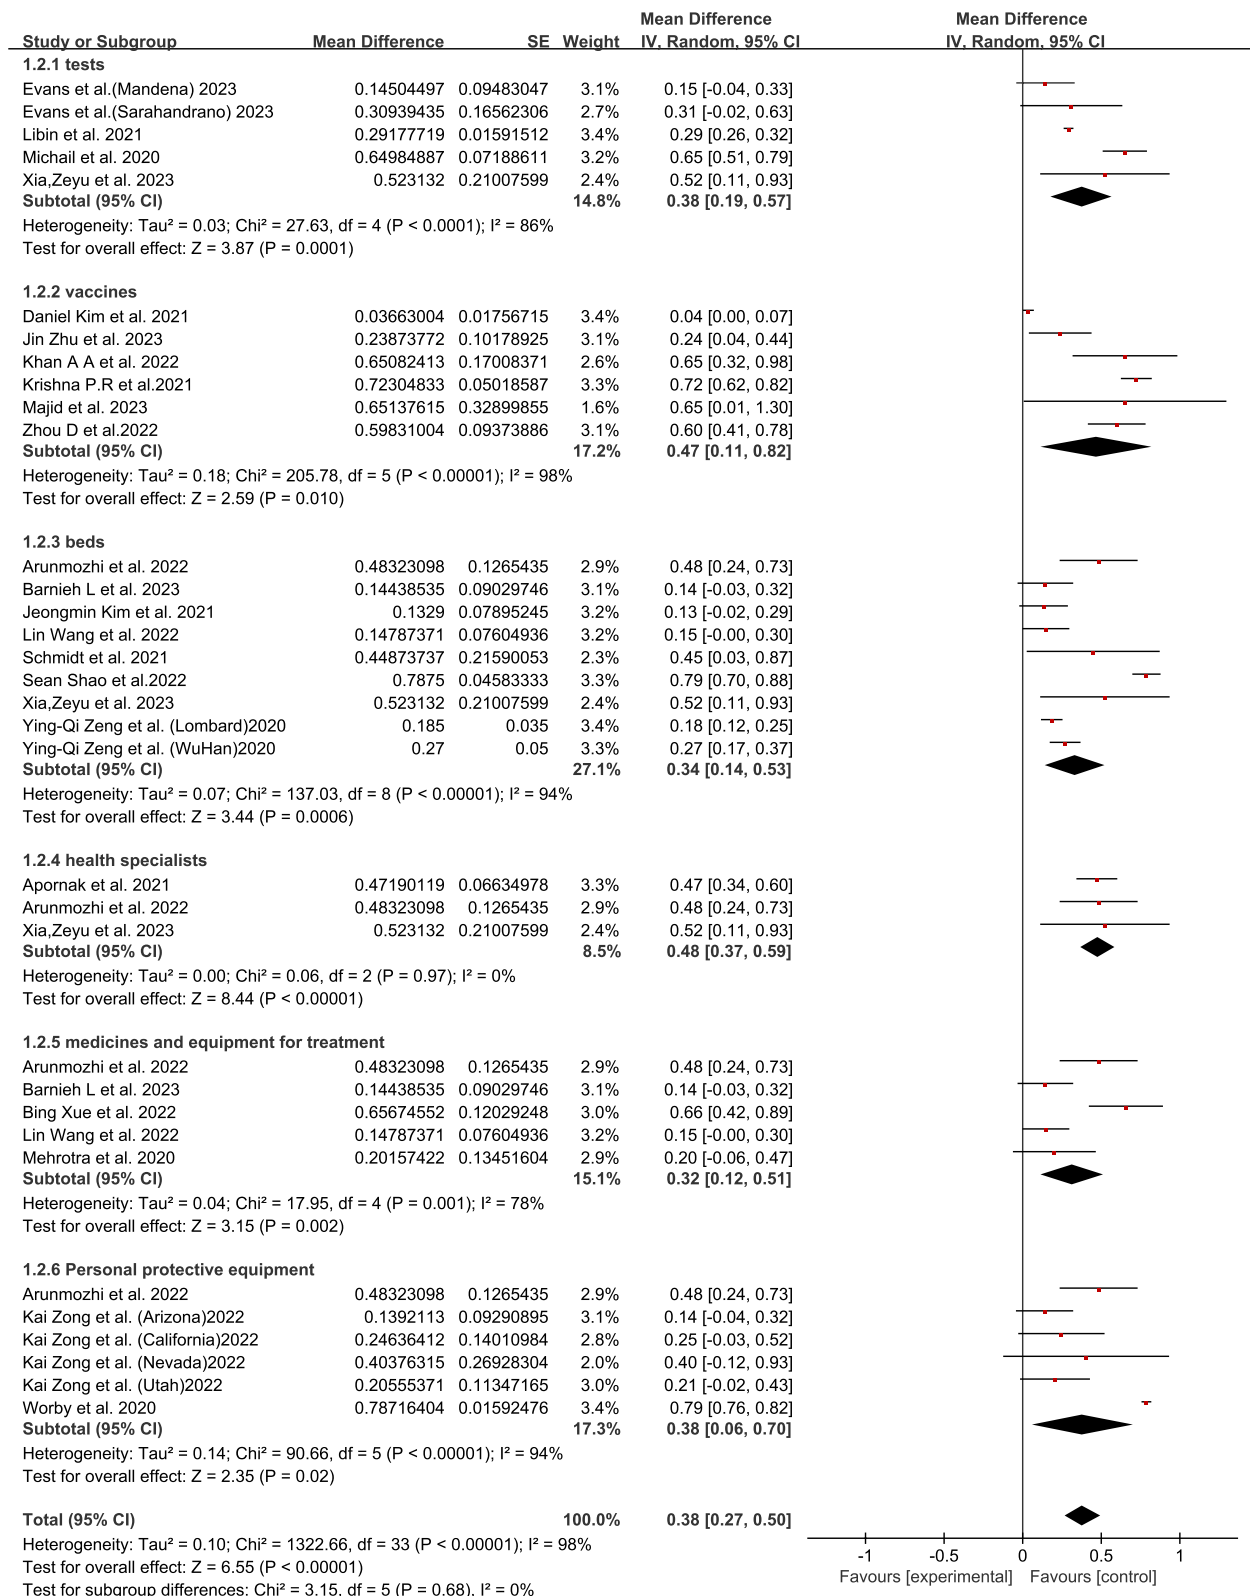 Mean Difference Mean Difference
Study or Subgroup Mean Difference SE Weight IV, Random, 95% CI IV, Random, 95% CI
1.2.1 tests
Evans et al.(Mandena) 2023 0.14504497 0.09483047 3.1% 0.15 [-0.04, 0.33]
Evans et al.(Sarahandrano) 2023 0.30939435 0.16562306 2.7% 0.31 [-0.02, 0.63]
Libin et al. 2021 0.29177719 0.01591512 3.4% 0.29 [0.26, 0.32]
Michail et al. 2020 0.64984887 0.07188611 3.2% 0.65 [0.51, 0.79]
Xia,Zeyu et al. 2023 0.523132 0.21007599 2.4% 0.52 [0.11, 0.93]
Subtotal (95% CI) 14.8% 0.38 [0.19, 0.57]
Heterogeneity: Tau² = 0.03; Chi² = 27.63, df = 4 (P < 0.0001); I² = 86%
Test for overall effect: Z = 3.87 (P = 0.0001)
1.2.2 vaccines
Daniel Kim et al. 2021 0.03663004 0.01756715 3.4% 0.04 [0.00, 0.07]
Jin Zhu et al. 2023 0.23873772 0.10178925 3.1% 0.24 [0.04, 0.44]
Khan A A et al. 2022 0.65082413 0.17008371 2.6% 0.65 [0.32, 0.98]
Krishna P.R et al.2021 0.72304833 0.05018587 3.3% 0.72 [0.62, 0.82]
Majid et al. 2023 0.65137615 0.32899855 1.6% 0.65 [0.01, 1.30]
Zhou D et al.2022 0.59831004 0.09373886 3.1% 0.60 [0.41, 0.78]
Subtotal (95% CI) 17.2% 0.47 [0.11, 0.82]
Heterogeneity: Tau² = 0.18; Chi² = 205.78, df = 5 (P < 0.00001); I² = 98%
Test for overall effect: Z = 2.59 (P = 0.010)
1.2.3 beds
Arunmozhi et al. 2022 0.48323098 0.1265435 2.9% 0.48 [0.24, 0.73]
Barnieh L et al. 2023 0.14438535 0.09029746 3.1% 0.14 [-0.03, 0.32]
Jeongmin Kim et al. 2021 0.1329 0.07895245 3.2% 0.13 [-0.02, 0.29]
Lin Wang et al. 2022 0.14787371 0.07604936 3.2% 0.15 [-0.00, 0.30]
Schmidt et al. 2021 0.44873737 0.21590053 2.3% 0.45 [0.03, 0.87]
Sean Shao et al.2022 0.7875 0.04583333 3.3% 0.79 [0.70, 0.88]
Xia,Zeyu et al. 2023 0.523132 0.21007599 2.4% 0.52 [0.11, 0.93]
Ying-Qi Zeng et al. (Lombard)2020 0.185 0.035 3.4% 0.18 [0.12, 0.25]
Ying-Qi Zeng et al. (WuHan)2020 0.27 0.05 3.3% 0.27 [0.17, 0.37]
Subtotal (95% CI) 27.1% 0.34 [0.14, 0.53]
Heterogeneity: Tau² = 0.07; Chi² = 137.03, df = 8 (P < 0.00001); I² = 94%
Test for overall effect: Z = 3.44 (P = 0.0006)
1.2.4 health specialists
Apornak et al. 2021 0.47190119 0.06634978 3.3% 0.47 [0.34, 0.60]
Arunmozhi et al. 2022 0.48323098 0.1265435 2.9% 0.48 [0.24, 0.73]
Xia,Zeyu et al. 2023 0.523132 0.21007599 2.4% 0.52 [0.11, 0.93]
Subtotal (95% CI) 8.5% 0.48 [0.37, 0.59]
Heterogeneity: Tau² = 0.00; Chi² = 0.06, df = 2 (P = 0.97); I² = 0%
Test for overall effect: Z = 8.44 (P < 0.00001)
1.2.5 medicines and equipment for treatment
Arunmozhi et al. 2022 0.48323098 0.1265435 2.9% 0.48 [0.24, 0.73]
Barnieh L et al. 2023 0.14438535 0.09029746 3.1% 0.14 [-0.03, 0.32]
Bing Xue et al. 2022 0.65674552 0.12029248 3.0% 0.66 [0.42, 0.89]
Lin Wang et al. 2022 0.14787371 0.07604936 3.2% 0.15 [-0.00, 0.30]
Mehrotra et al. 2020 0.20157422 0.13451604 2.9% 0.20 [-0.06, 0.47]
Subtotal (95% CI) 15.1% 0.32 [0.12, 0.51]
Heterogeneity: Tau² = 0.04; Chi² = 17.95, df = 4 (P = 0.001); I² = 78%
Test for overall effect: Z = 3.15 (P = 0.002)
1.2.6 Personal protective equipment
Arunmozhi et al. 2022 0.48323098 0.1265435 2.9% 0.48 [0.24, 0.73]
Kai Zong et al. (Arizona)2022 0.1392113 0.09290895 3.1% 0.14 [-0.04, 0.32]
Kai Zong et al. (California)2022 0.24636412 0.14010984 2.8% 0.25 [-0.03, 0.52]
Kai Zong et al. (Nevada)2022 0.40376315 0.26928304 2.0% 0.40 [-0.12, 0.93]
Kai Zong et al. (Utah)2022 0.20555371 0.11347165 3.0% 0.21 [-0.02, 0.43]
Worby et al. 2020 0.78716404 0.01592476 3.4% 0.79 [0.76, 0.82]
Subtotal (95% CI) 17.3% 0.38 [0.06, 0.70]
Heterogeneity: Tau² = 0.14; Chi² = 90.66, df = 5 (P < 0.00001); I² = 94%
Test for overall effect: Z = 2.35 (P = 0.02)
Total (95% CI) 100.0% 0.38 [0.27, 0.50]
Heterogeneity: Tau² = 0.10; Chi² = 1322.66, df = 33 (P < 0.00001); I² = 98%
Test for overall effect: Z = 6.55 (P < 0.00001)
Test for subgroup differences: Chi² = 3.15, df = 5 (P = 0.68), I² = 0%
-1 -0.5 0 0.5 1
Favours [experimental] Favours [control]